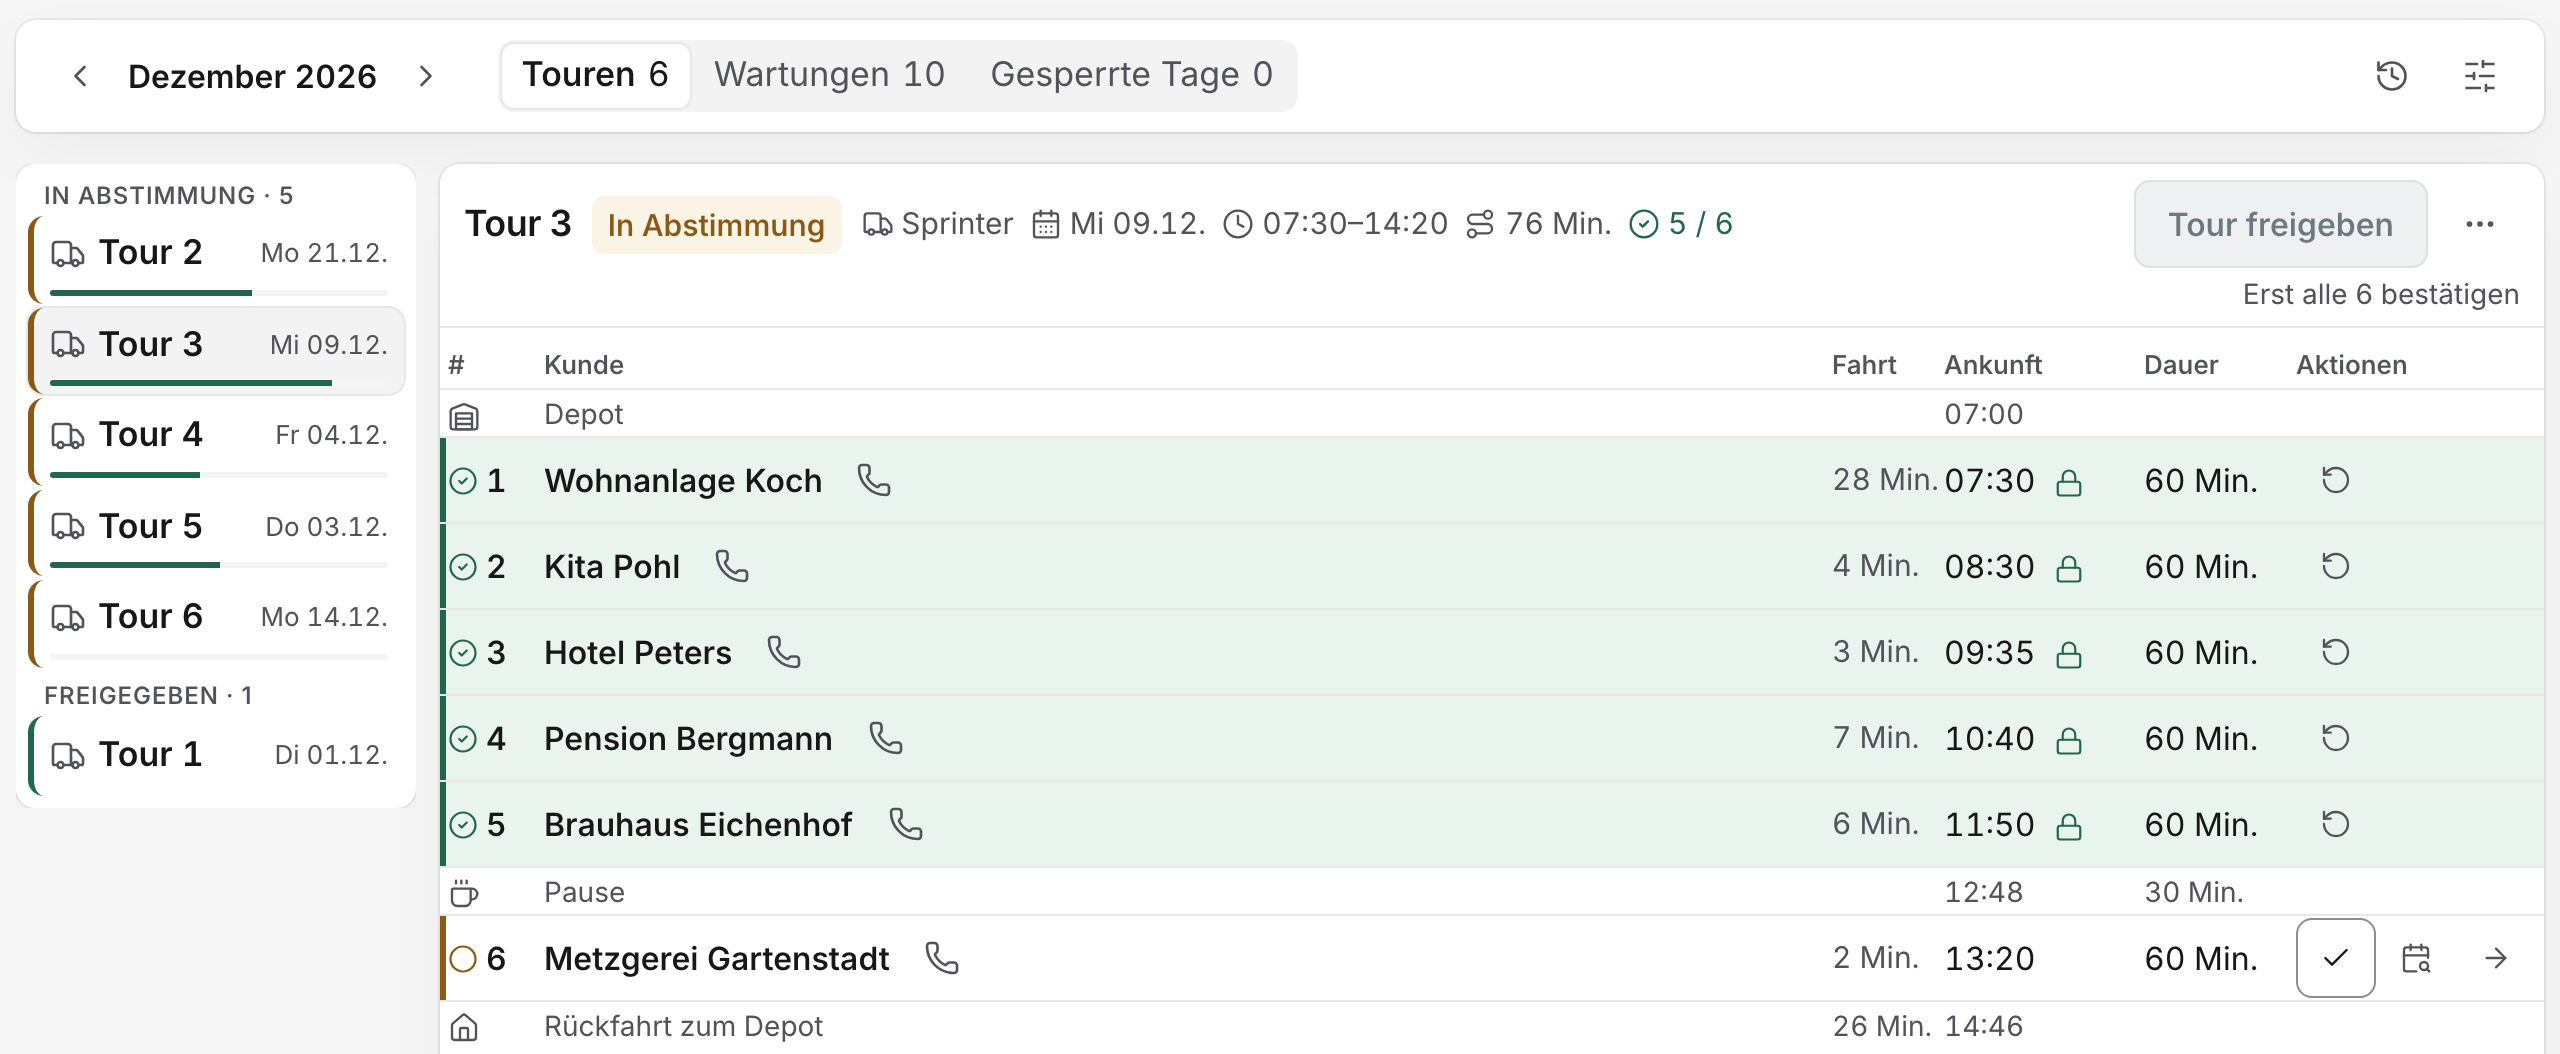 Dezember 2026 Touren 6 Wartungen 10 Gesperrte Tage 0
IN ABSTIMMUNG · 5
Tour 2 Mo 21.12.
Tour 3 Mi 09.12.
Tour 4 Fr 04.12.
Tour 5 Do 03.12.
Tour 6 Mo 14.12.
FREIGEGEBEN · 1
Tour 1 Di 01.12.
Tour 3 In Abstimmung Sprinter Mi 09.12. 07:30–14:20 76 Min. 5 / 6 Tour freigeben
Erst alle 6 bestätigen
# Kunde Fahrt Ankunft Dauer Aktionen
Depot 07:00
1 Wohnanlage Koch 28 Min. 07:30 60 Min.
2 Kita Pohl 4 Min. 08:30 60 Min.
3 Hotel Peters 3 Min. 09:35 60 Min.
4 Pension Bergmann 7 Min. 10:40 60 Min.
5 Brauhaus Eichenhof 6 Min. 11:50 60 Min.
Pause 12:48 30 Min.
6 Metzgerei Gartenstadt 2 Min. 13:20 60 Min.
Rückfahrt zum Depot 26 Min. 14:46